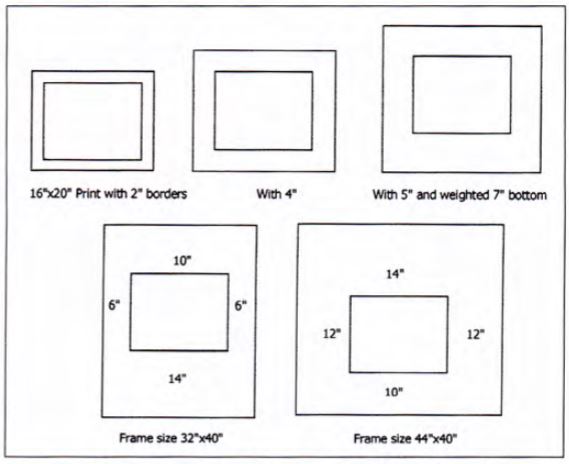 16"x20" Print with 2" borders
With 4"
With 5" and weighted 7" bottom
10"
6"
6"
14"
Frame size 32"x40"
14"
12"
12"
10"
Frame size 44"x40"